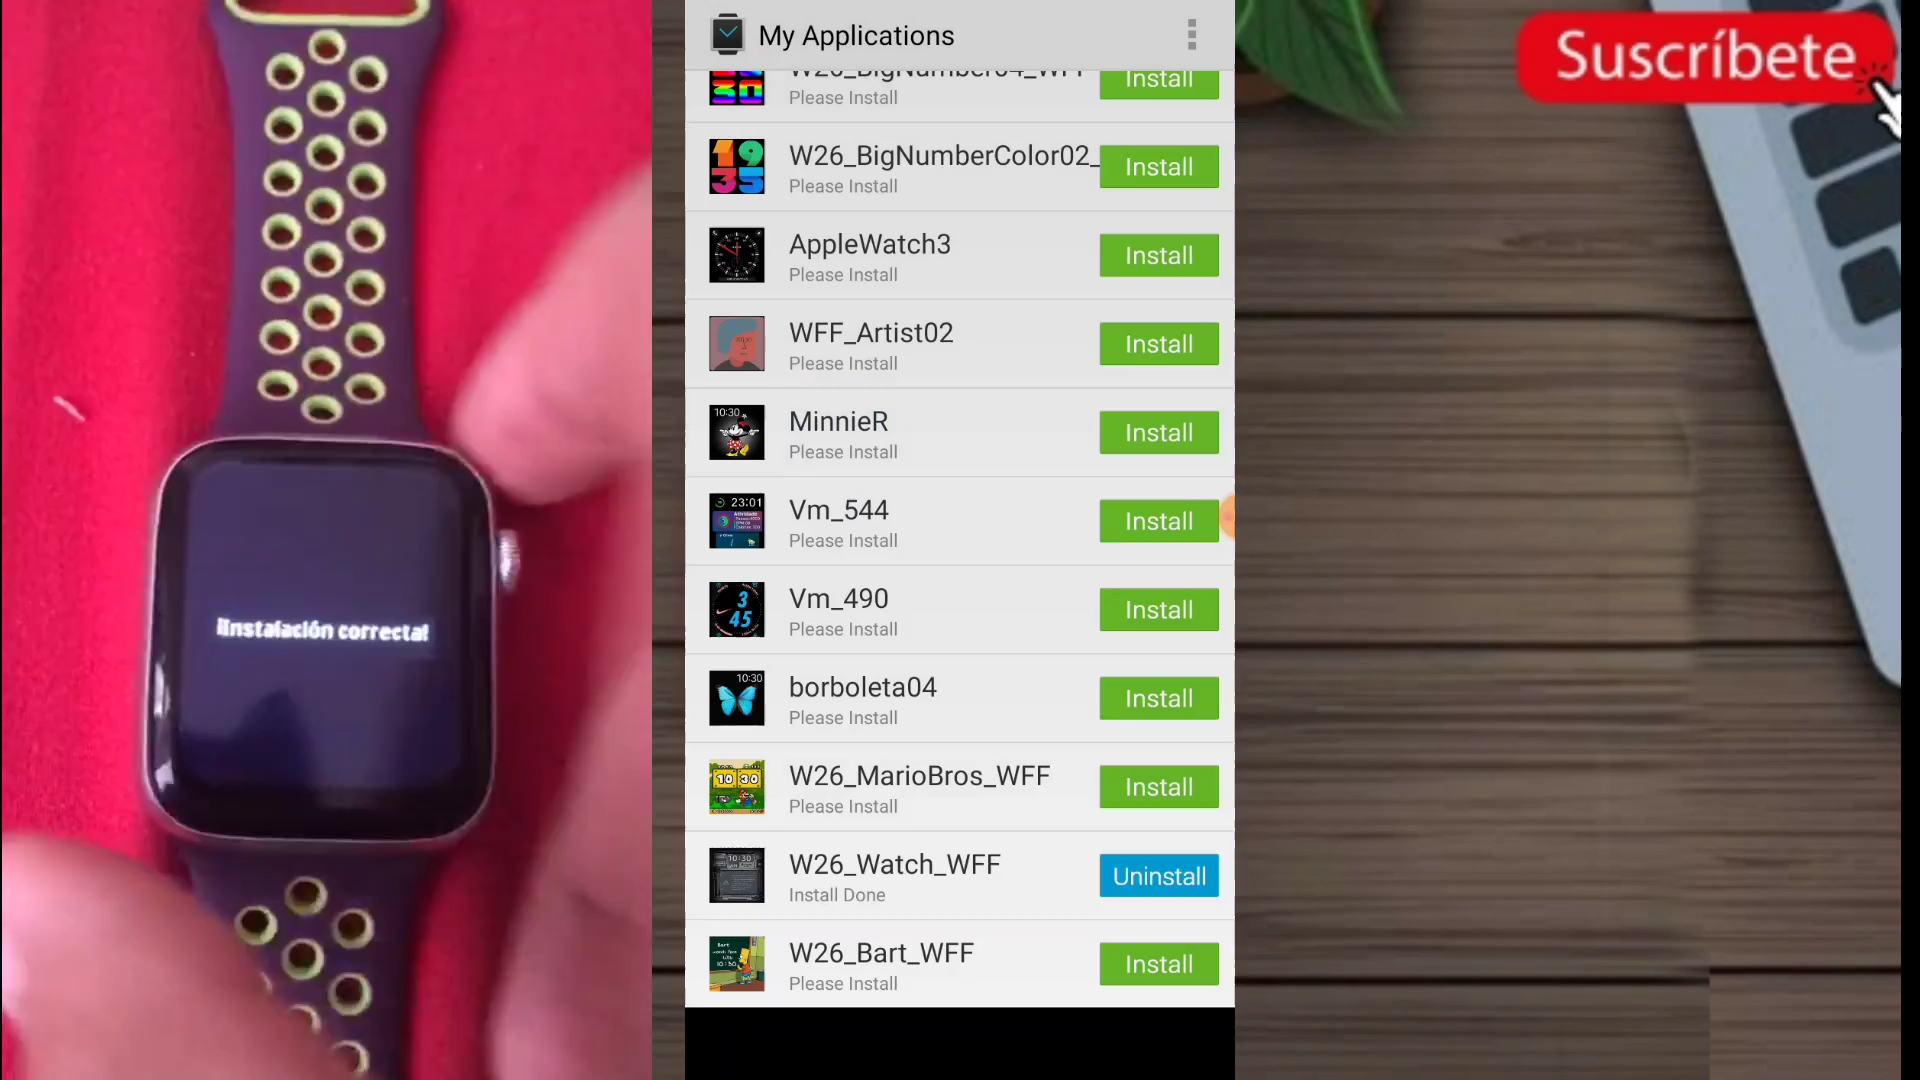 My Applications
Suscríbete
W26_BigNumber04_WFF
Install
Please Install
W26_BigNumberColor02_
Install
Please Install
AppleWatch3
Install
Please Install
WFF_Artist02
Install
Please Install
MinnieR
Install
Please Install
10:30
Vm_544
Install
Please Install
23:01
Vm_490
Install
Please Install
3
45
borboleta04
Install
Please Install
10:30
W26_MarioBros_WFF
Install
Please Install
10 30
W26_Watch_WFF
Uninstall
Install Done
10:30
W26_Bart_WFF
Install
Please Install
¡Instalación correcta!